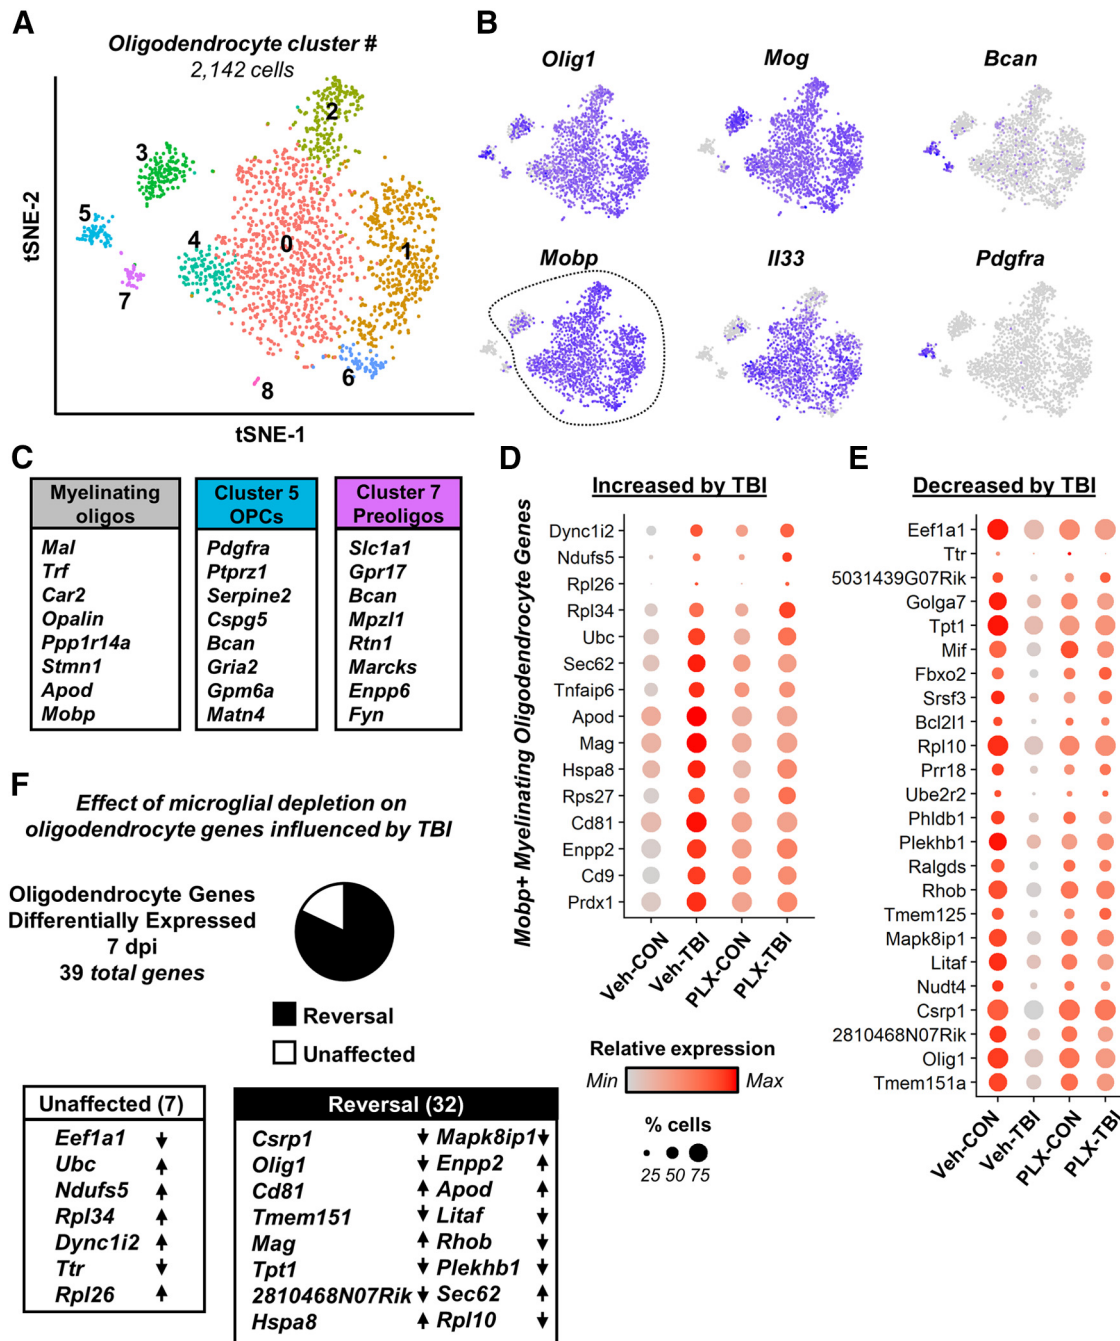 A
Oligodendrocyte cluster #
2,142 cells
tSNE-2
tSNE-1
0
1
2
3
4
5
6
7
8
B
Olig1
Mog
Bcan
Mobp
Il33
Pdgfra
C
Myelinating
oligos
Mal
Trf
Car2
Opalin
Ppp1r14a
Stmn1
Apod
Mobp
Cluster 5
OPCs
Pdgfra
Ptprz1
Serpine2
Cspg5
Bcan
Gria2
Gpm6a
Matn4
Cluster 7
Preoligos
Slc1a1
Gpr17
Bcan
Mpzl1
Rtn1
Marcks
Enpp6
Fyn
D
Increased by TBI
Mobp+ Myelinating Oligodendrocyte Genes
Dync1i2
Ndufs5
Rpl26
Rpl34
Ubc
Sec62
Tnfaip6
Apod
Mag
Hspa8
Rps27
Cd81
Enpp2
Cd9
Prdx1
Veh-CON
Veh-TBI
PLX-CON
PLX-TBI
Relative expression
Min
Max
% cells
25 50 75
E
Decreased by TBI
Eef1a1
Ttr
5031439G07Rik
Golga7
Tpt1
Mif
Fbxo2
Srsf3
Bcl2l1
Rpl10
Prr18
Ube2r2
Phldb1
Plekhb1
Ralgds
Rhob
Tmem125
Mapk8ip1
Litaf
Nudt4
Csrp1
2810468N07Rik
Olig1
Tmem151a
Veh-CON
Veh-TBI
PLX-CON
PLX-TBI
F
Effect of microglial depletion on
oligodendrocyte genes influenced by TBI
Oligodendrocyte Genes
Differentially Expressed
7 dpi
39 total genes
Reversal
Unaffected
Unaffected (7)
Eef1a1 ↓
Ubc ↑
Ndufs5 ↑
Rpl34 ↑
Dync1i2 ↑
Ttr ↓
Rpl26 ↑
Reversal (32)
Csrp1 ↓ Mapk8ip1 ↓
Olig1 ↓ Enpp2 ↑
Cd81 ↑ Apod ↑
Tmem151 ↓ Litaf ↓
Mag ↑ Rhob ↓
Tpt1 ↓ Plekhb1 ↓
2810468N07Rik ↓ Sec62 ↑
Hspa8 ↑ Rpl10 ↓